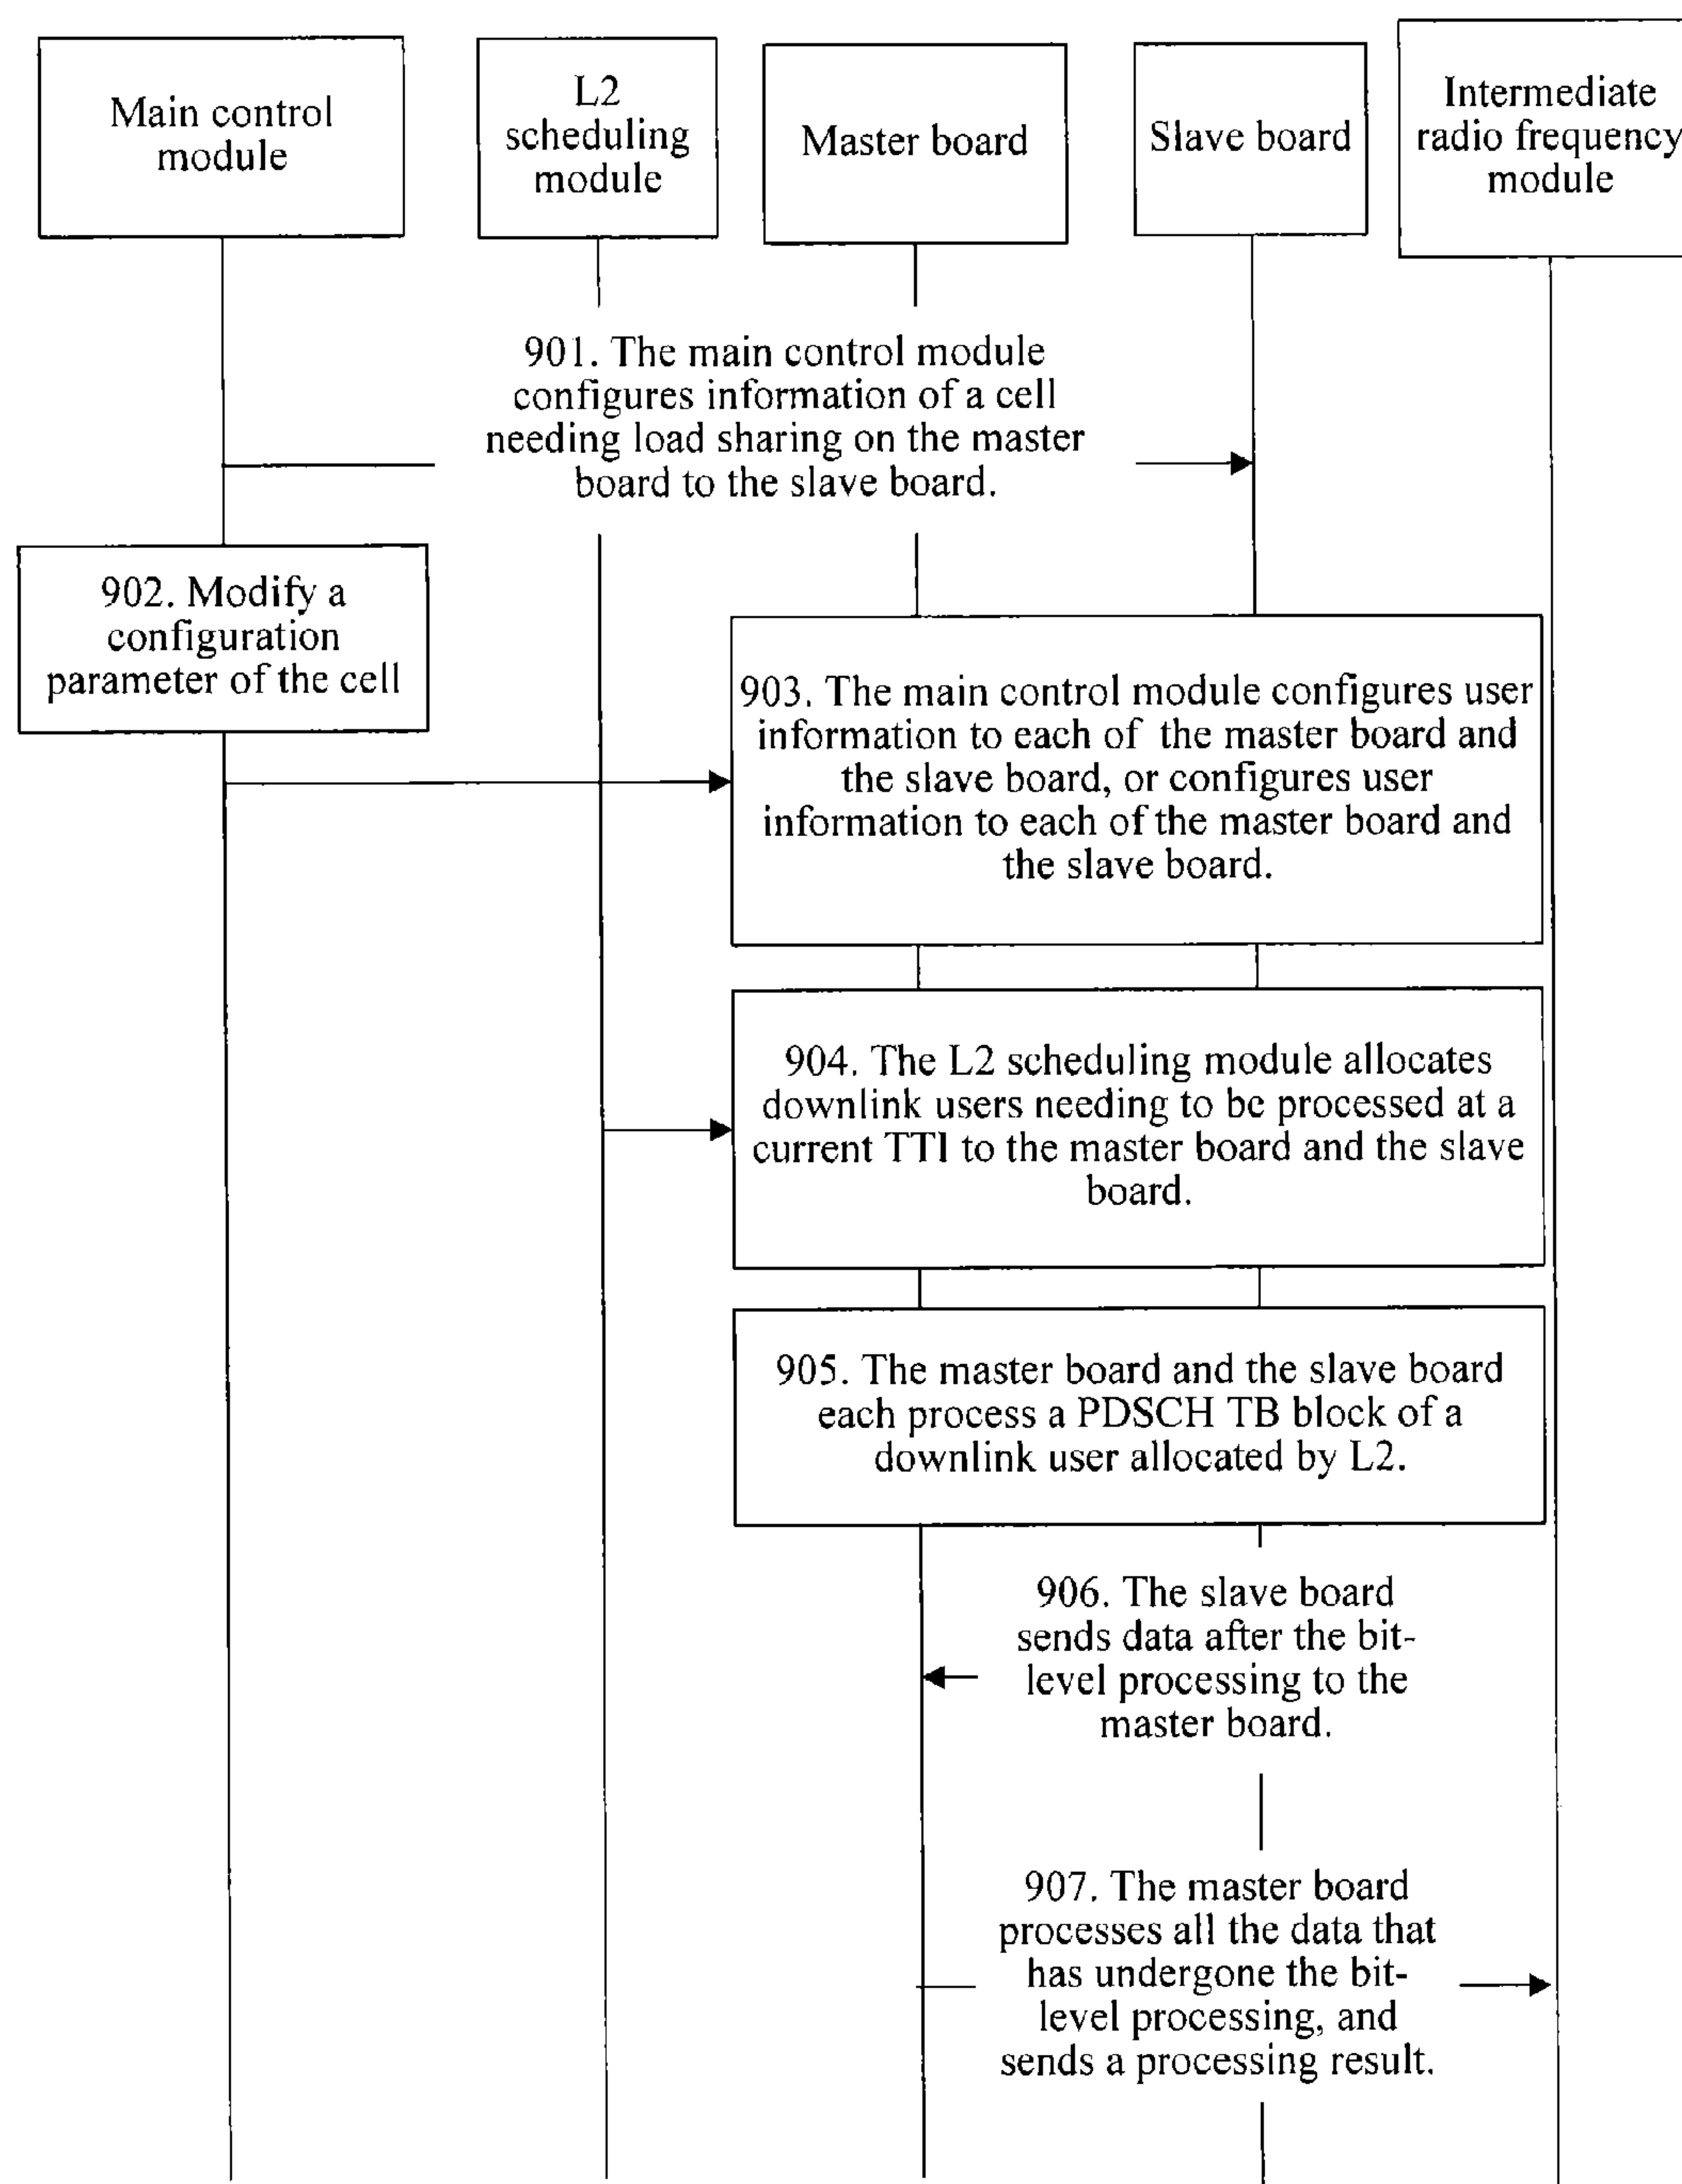 Main control
module
L2
scheduling
module
Master board
Slave board
Intermediate
radio frequency
module
901. The main control module
configures information of a cell
needing load sharing on the master
board to the slave board.
902. Modify a
configuration
parameter of the cell
903. The main control module configures user
information to each of the master board and
the slave board, or configures user
information to each of the master board and
the slave board.
904. The L2 scheduling module allocates
downlink users needing to be processed at a
current TTI to the master board and the slave
board.
905. The master board and the slave board
each process a PDSCH TB block of a
downlink user allocated by L2.
906. The slave board
sends data after the bit-
level processing to the
master board.
907. The master board
processes all the data that
has undergone the bit-
level processing, and
sends a processing result.